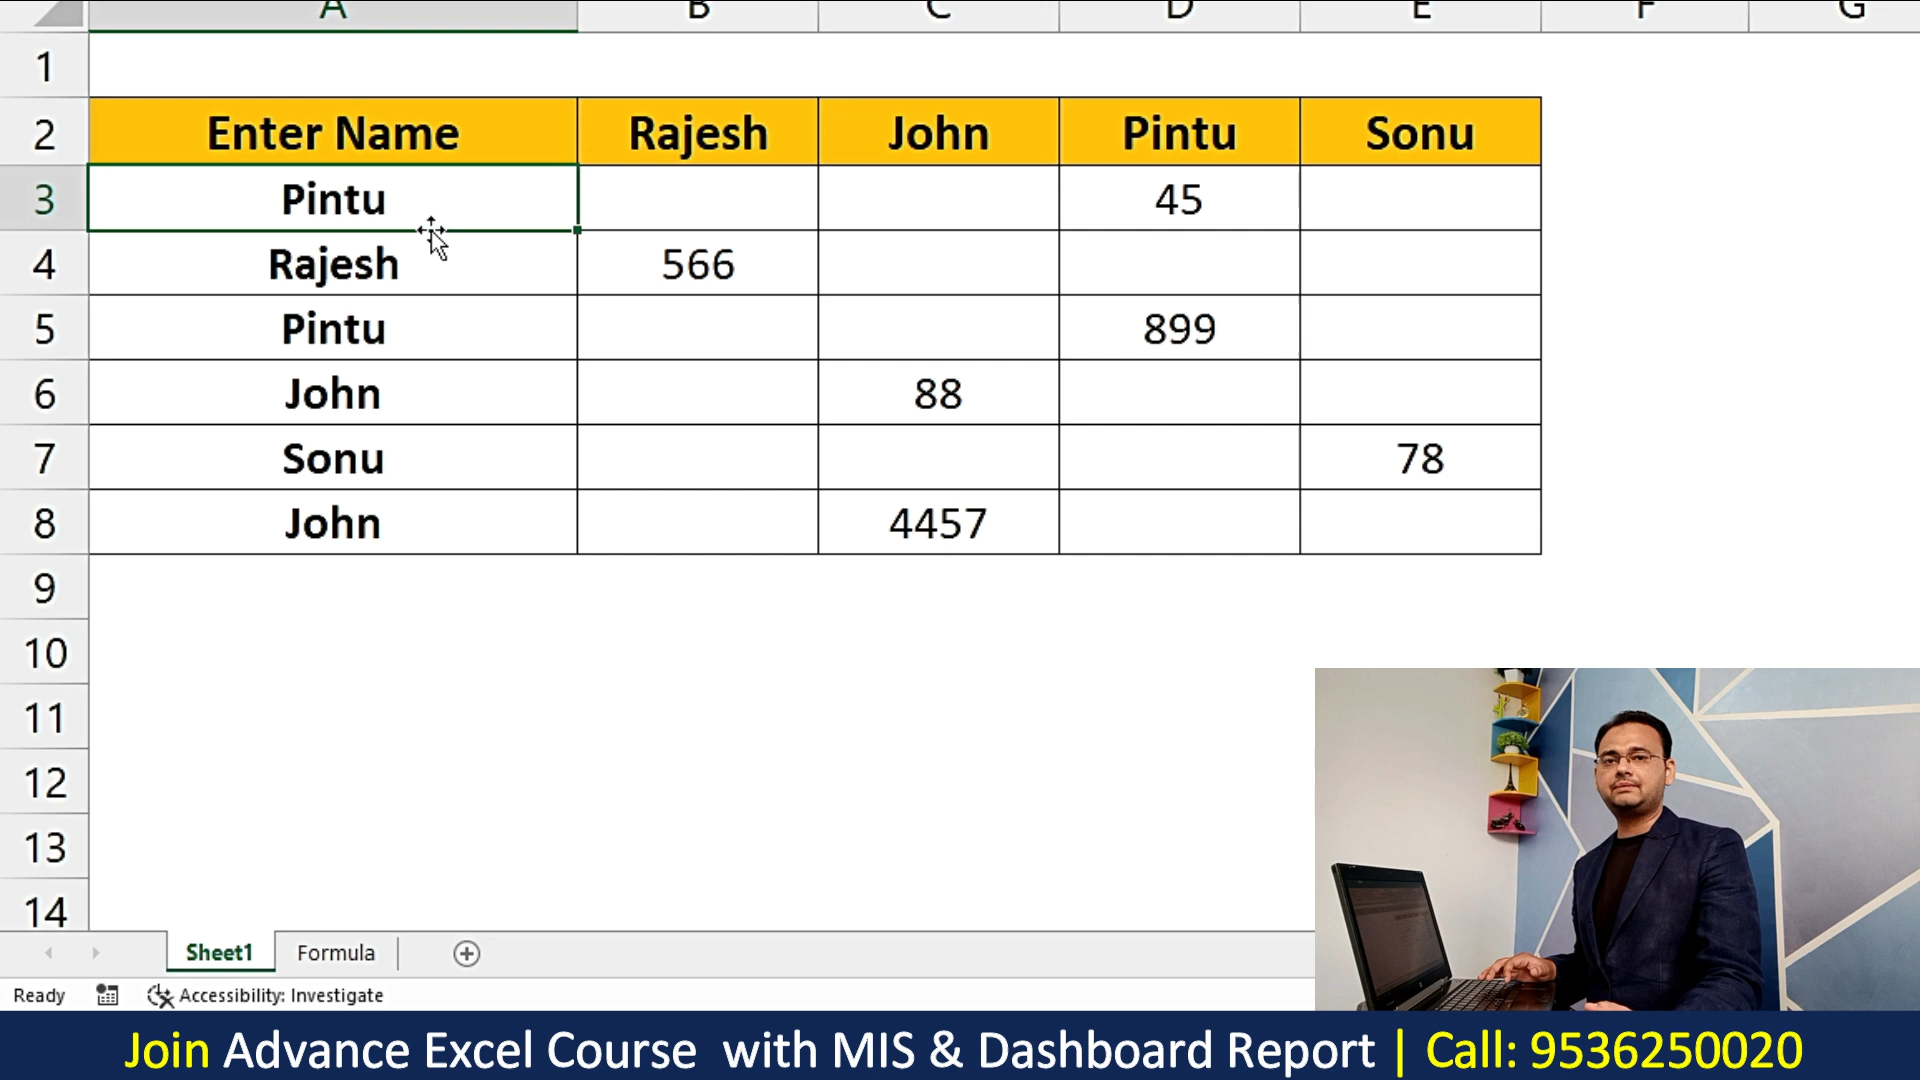 A B C D E F G
1
2 Enter Name Rajesh John Pintu Sonu
3 Pintu 45
4 Rajesh 566
5 Pintu 899
6 John 88
7 Sonu 78
8 John 4457
9
10
11
12
13
14
Sheet1 Formula
Ready Accessibility: Investigate
Join Advance Excel Course with MIS & Dashboard Report | Call: 9536250020